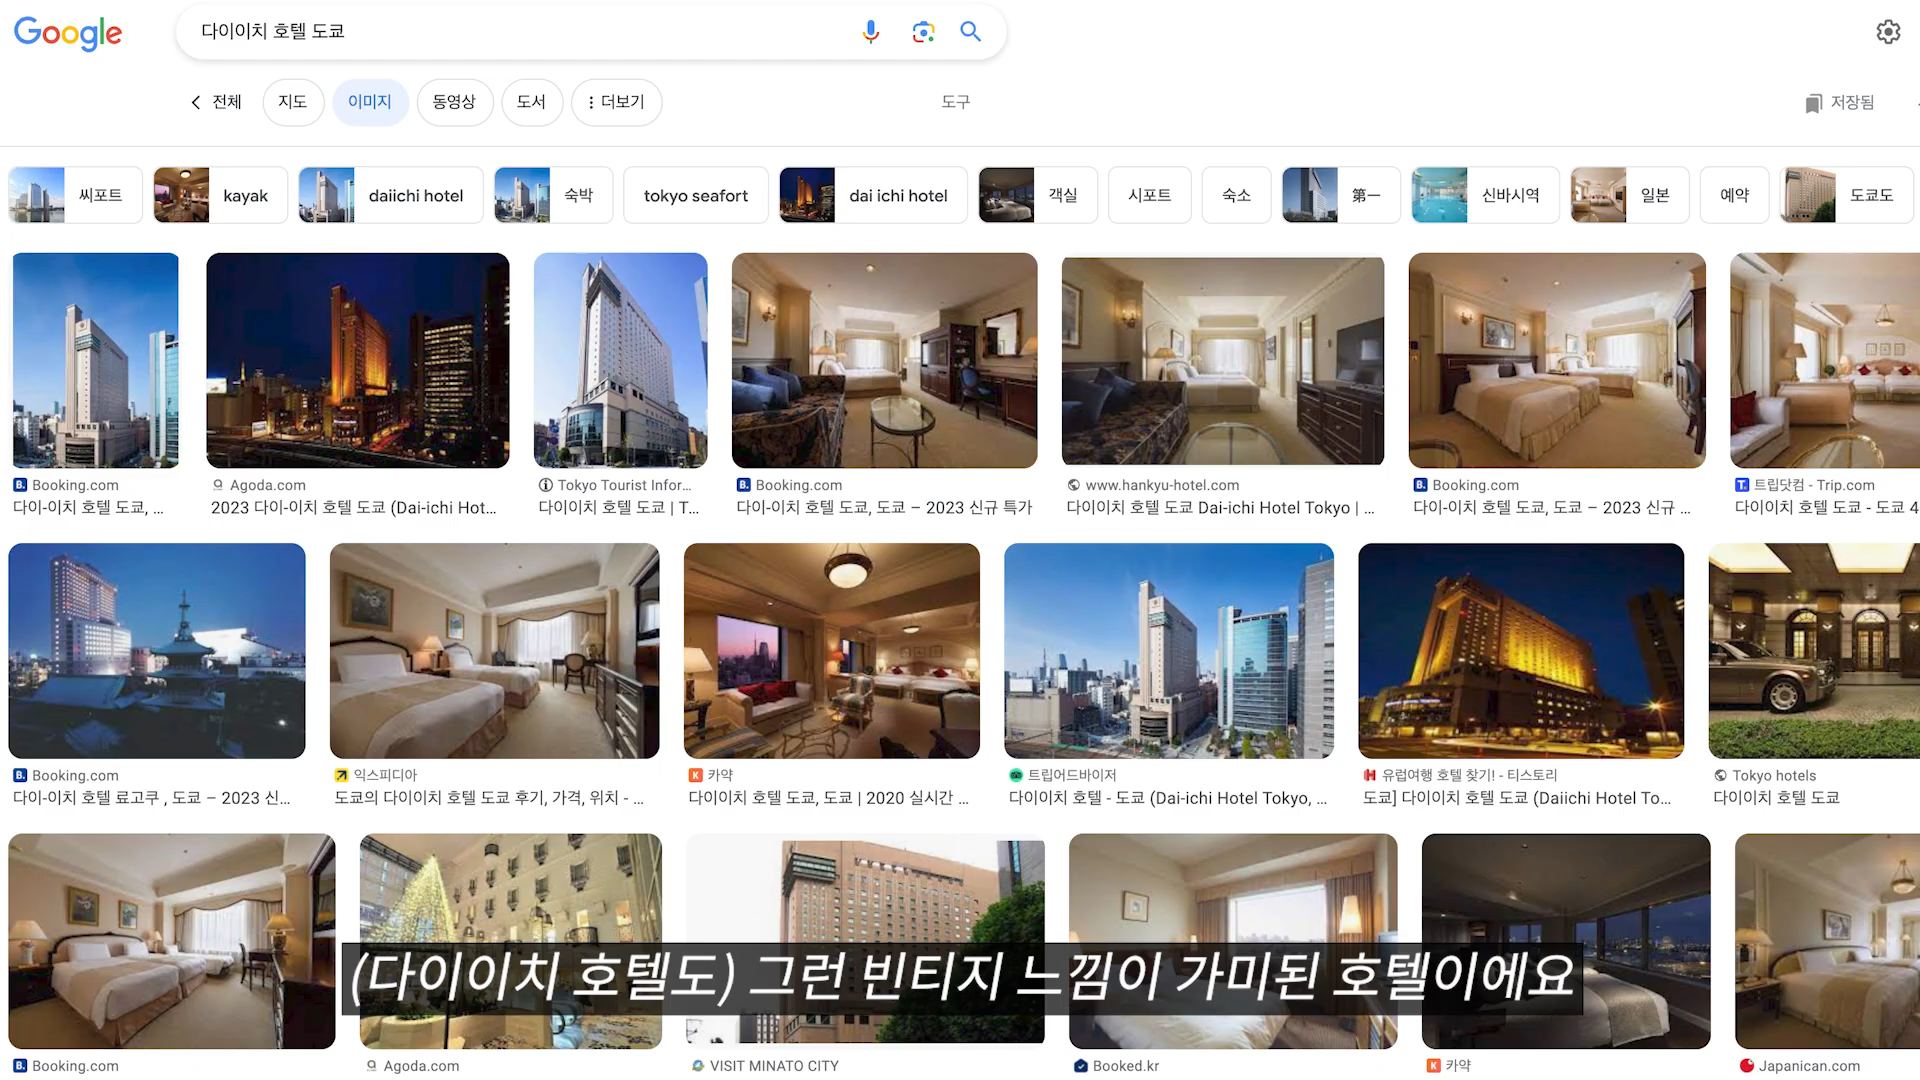 Google
다이이치 호텔 도쿄
전체
지도
이미지
동영상
도서
더보기
도구
저장됨
씨포트
kayak
daiichi hotel
숙박
tokyo seafort
dai ichi hotel
객실
시포트
숙소
第一
신바시역
일본
예약
도쿄도
Booking.com
다이-이치 호텔 도쿄, ...
Agoda.com
2023 다이-이치 호텔 도쿄 (Dai-ichi Hot...
Tokyo Tourist Infor...
다이이치 호텔 도쿄 | T...
Booking.com
다이-이치 호텔 도쿄, 도쿄 – 2023 신규 특가
www.hankyu-hotel.com
다이이치 호텔 도쿄 Dai-ichi Hotel Tokyo | ...
Booking.com
다이-이치 호텔 도쿄, 도쿄 – 2023 신규 ...
트립닷컴 - Trip.com
다이이치 호텔 도쿄 - 도쿄 4
Booking.com
다이-이치 호텔 료고쿠 , 도쿄 – 2023 신...
익스피디아
도쿄의 다이이치 호텔 도쿄 후기, 가격, 위치 - ...
카약
다이이치 호텔 도쿄, 도쿄 | 2020 실시간 ...
트립어드바이저
다이이치 호텔 - 도쿄 (Dai-ichi Hotel Tokyo, ...
유럽여행 호텔 찾기! - 티스토리
도쿄] 다이이치 호텔 도쿄 (Daiichi Hotel To...
Tokyo hotels
다이이치 호텔 도쿄
(다이이치 호텔도) 그런 빈티지 느낌이 가미된 호텔이에요
Booking.com
Agoda.com
VISIT MINATO CITY
Booked.kr
카약
Japanican.com